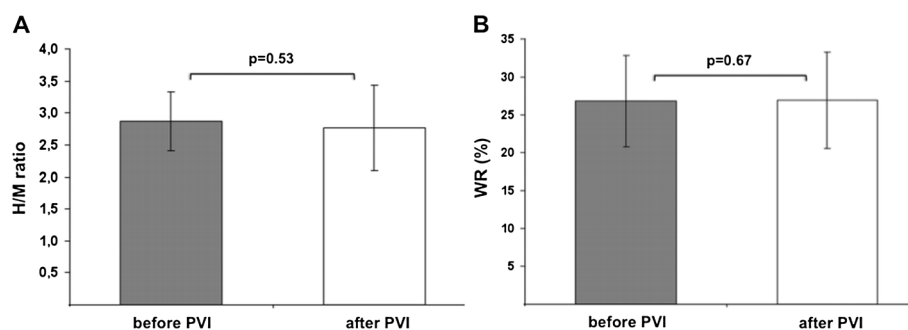 A
H/M ratio
4,0
3,5
3,0
2,5
2,0
1,5
1,0
0,5
p=0.53
before PVI
after PVI
B
WR (%)
35
30
25
20
15
10
5
p=0.67
before PVI
after PVI